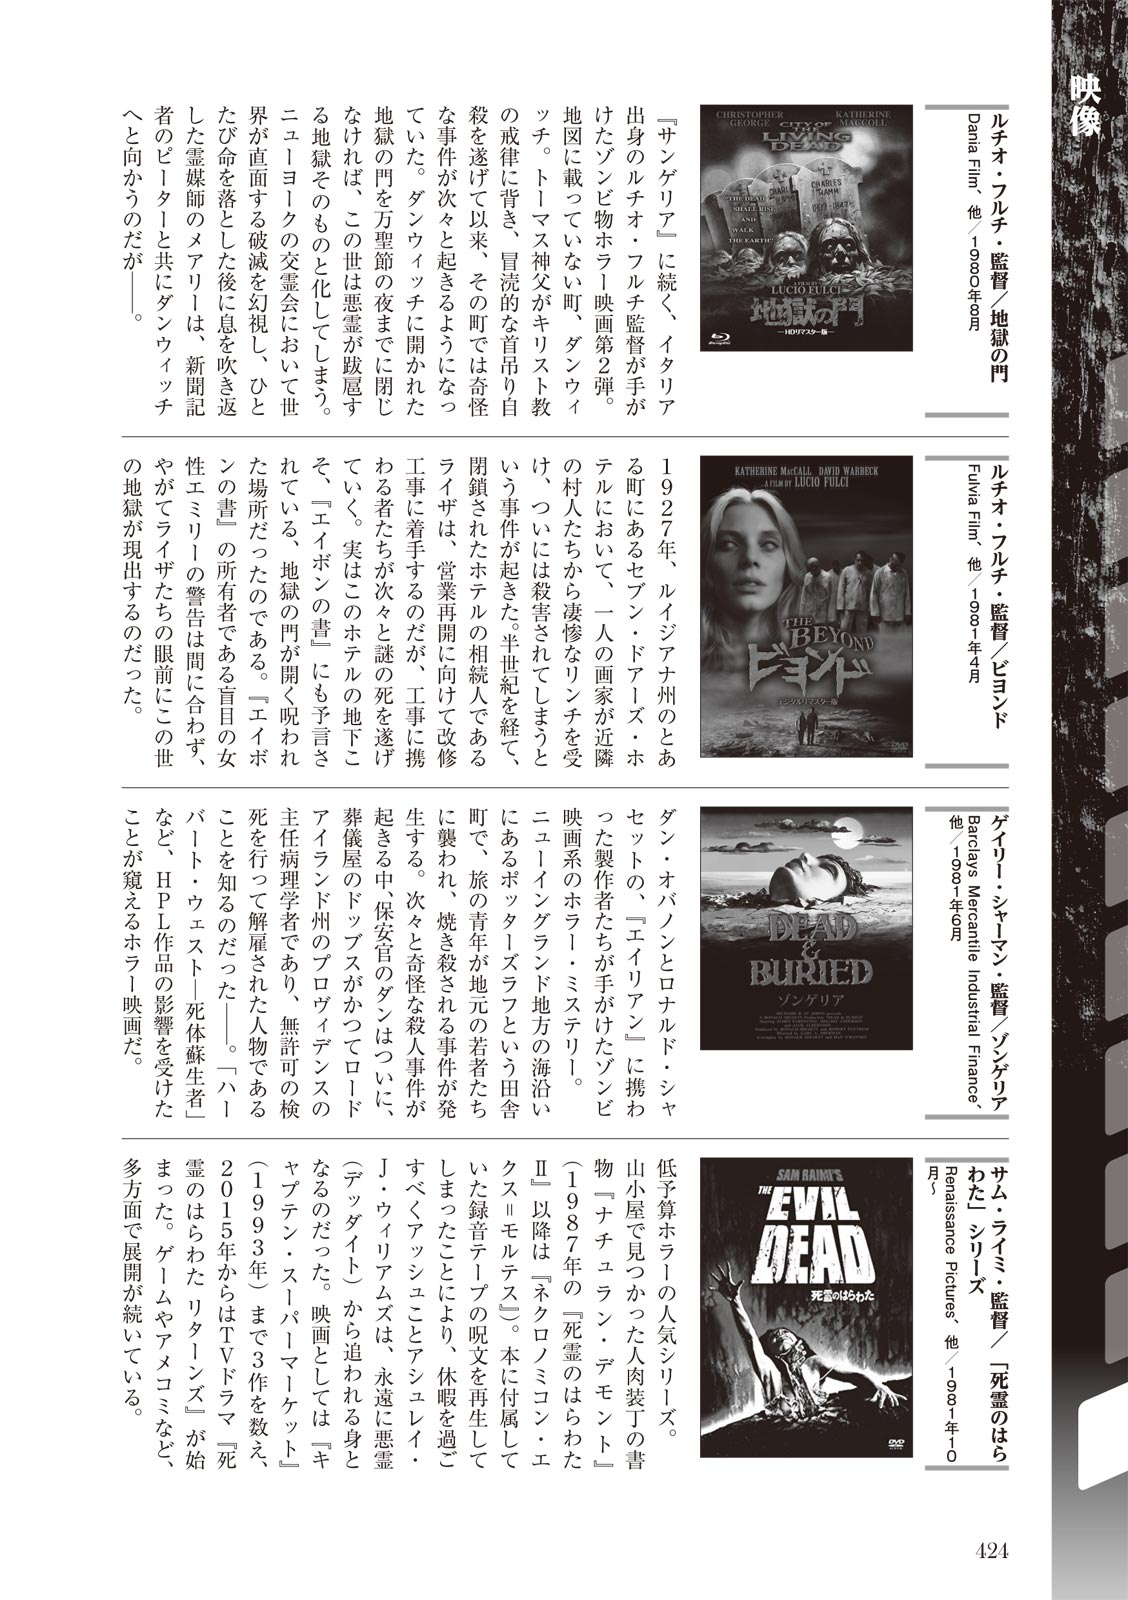 映像
ルチオ・フルチ・監督／地獄の門
Dania Film、他／1980年8月
CHRISTOPHER GEORGE
KATHERINE MACCOLL
CITY OF THE LIVING DEAD
"THE DEAD SHALL RISE AND WALK THE EARTH"
A FILM BY LUCIO FULCI
地獄の門
―HDリマスター版―
『サンゲリア』に続く、イタリア
出身のルチオ・フルチ監督が手が
けたゾンビ物ホラー映画第２弾。
地図に載っていない町、ダンウィ
ッチ。トーマス神父がキリスト教
の戒律に背き、冒涜的な首吊り自
殺を遂げて以来、その町では奇怪
な事件が次々と起きるようになっ
ていた。ダンウィッチに開かれた
地獄の門を万聖節の夜までに閉じ
なければ、この世は悪霊が跋扈す
る地獄そのものと化してしまう。
ニューヨークの交霊会において世
界が直面する破滅を幻視し、ひと
たび命を落とした後に息を吹き返
した霊媒師のメアリーは、新聞記
者のピーターと共にダンウィッチ
へと向かうのだが――。
ルチオ・フルチ・監督／ビヨンド
Fulvia Film、他／1981年4月
KATHERINE MacCALL DAVID WARBECK
A FILM BY LUCIO FULCI
THE BEYOND
ビヨンド
デジタルリマスター版
１９２７年、ルイジアナ州のとあ
る町にあるセブン・ドアーズ・ホ
テルにおいて、一人の画家が近隣
の村人たちから凄惨なリンチを受
け、ついには殺害されてしまうと
いう事件が起きた。半世紀を経て、
閉鎖されたホテルの相続人である
ライザは、営業再開に向けて改修
工事に着手するのだが、工事に携
わる者たちが次々と謎の死を遂げ
ていく。実はこのホテルの地下こ
そ、『エイボンの書』にも予言さ
れている、地獄の門が開く呪われ
た場所だったのである。『エイボ
ンの書』の所有者である盲目の女
性エミリーの警告は間に合わず、
やがてライザたちの眼前にこの世
の地獄が現出するのだった。
ゲイリー・シャーマン・監督／ゾンゲリア
Barclays Mercantile Industrial Finance、
他／1981年6月
DEAD & BURIED
ゾンゲリア
ダン・オバノンとロナルド・シャ
セットの、『エイリアン』に携わ
った製作者たちが手がけたゾンビ
映画系のホラー・ミステリー。
ニューイングランド地方の海沿い
にあるポッターズラフという田舎
町で、旅の青年が地元の若者たち
に襲われ、焼き殺される事件が発
生する。次々と奇怪な殺人事件が
起きる中、保安官のダンはついに、
葬儀屋のドッブスがかつてロード
アイランド州のプロヴィデンスの
主任病理学者であり、無許可の検
死を行って解雇された人物である
ことを知るのだった――。「ハー
バート・ウェスト―死体蘇生者」
など、ＨＰＬ作品の影響を受けた
ことが窺えるホラー映画だ。
サム・ライミ・監督／「死霊のはら
わた」シリーズ
Renaissance Pictures、他／1981年10
月～
SAM RAIMI'S
THE EVIL DEAD
死霊のはらわた
DVD
低予算ホラーの人気シリーズ。
山小屋で見つかった人肉装丁の書
物『ナチュラン・デモント』
（１９８７年の『死霊のはらわた
Ⅱ』以降は『ネクロノミコン・エ
クス＝モルテス』）。本に付属して
いた録音テープの呪文を再生して
しまったことにより、休暇を過ご
すべくアッシュことアシュレイ・
Ｊ・ウィリアムズは、永遠に悪霊
（デッダイト）から追われる身と
なるのだった。映画としては『キ
ャプテン・スーパーマーケット』
（１９９３年）まで３作を数え、
２０１５年からはＴＶドラマ『死
霊のはらわた リターンズ』が始
まった。ゲームやアメコミなど、
多方面で展開が続いている。
424